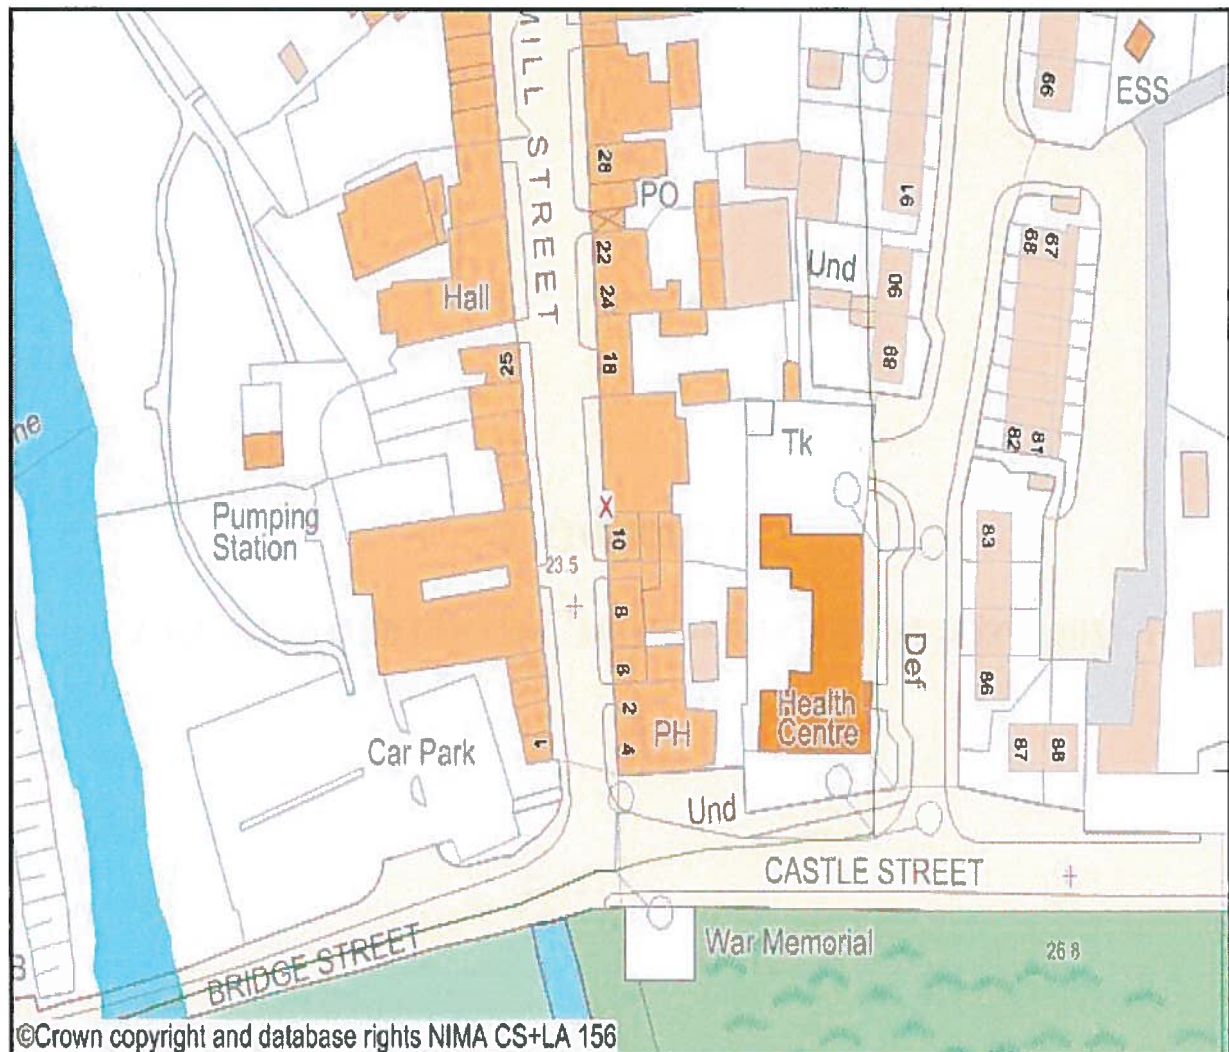 MILL STREET
66
ESS
28
PO
91
22
Und
90
68
67
Hall
24
25
18
89
82
81
Tk
Pumping
Station
10
83
23.5
8
Def
6
86
2
PH
Health
Centre
1
4
Car Park
87
88
Und
CASTLE STREET
War Memorial
26.8
BRIDGE STREET
©Crown copyright and database rights NIMA CS+LA 156